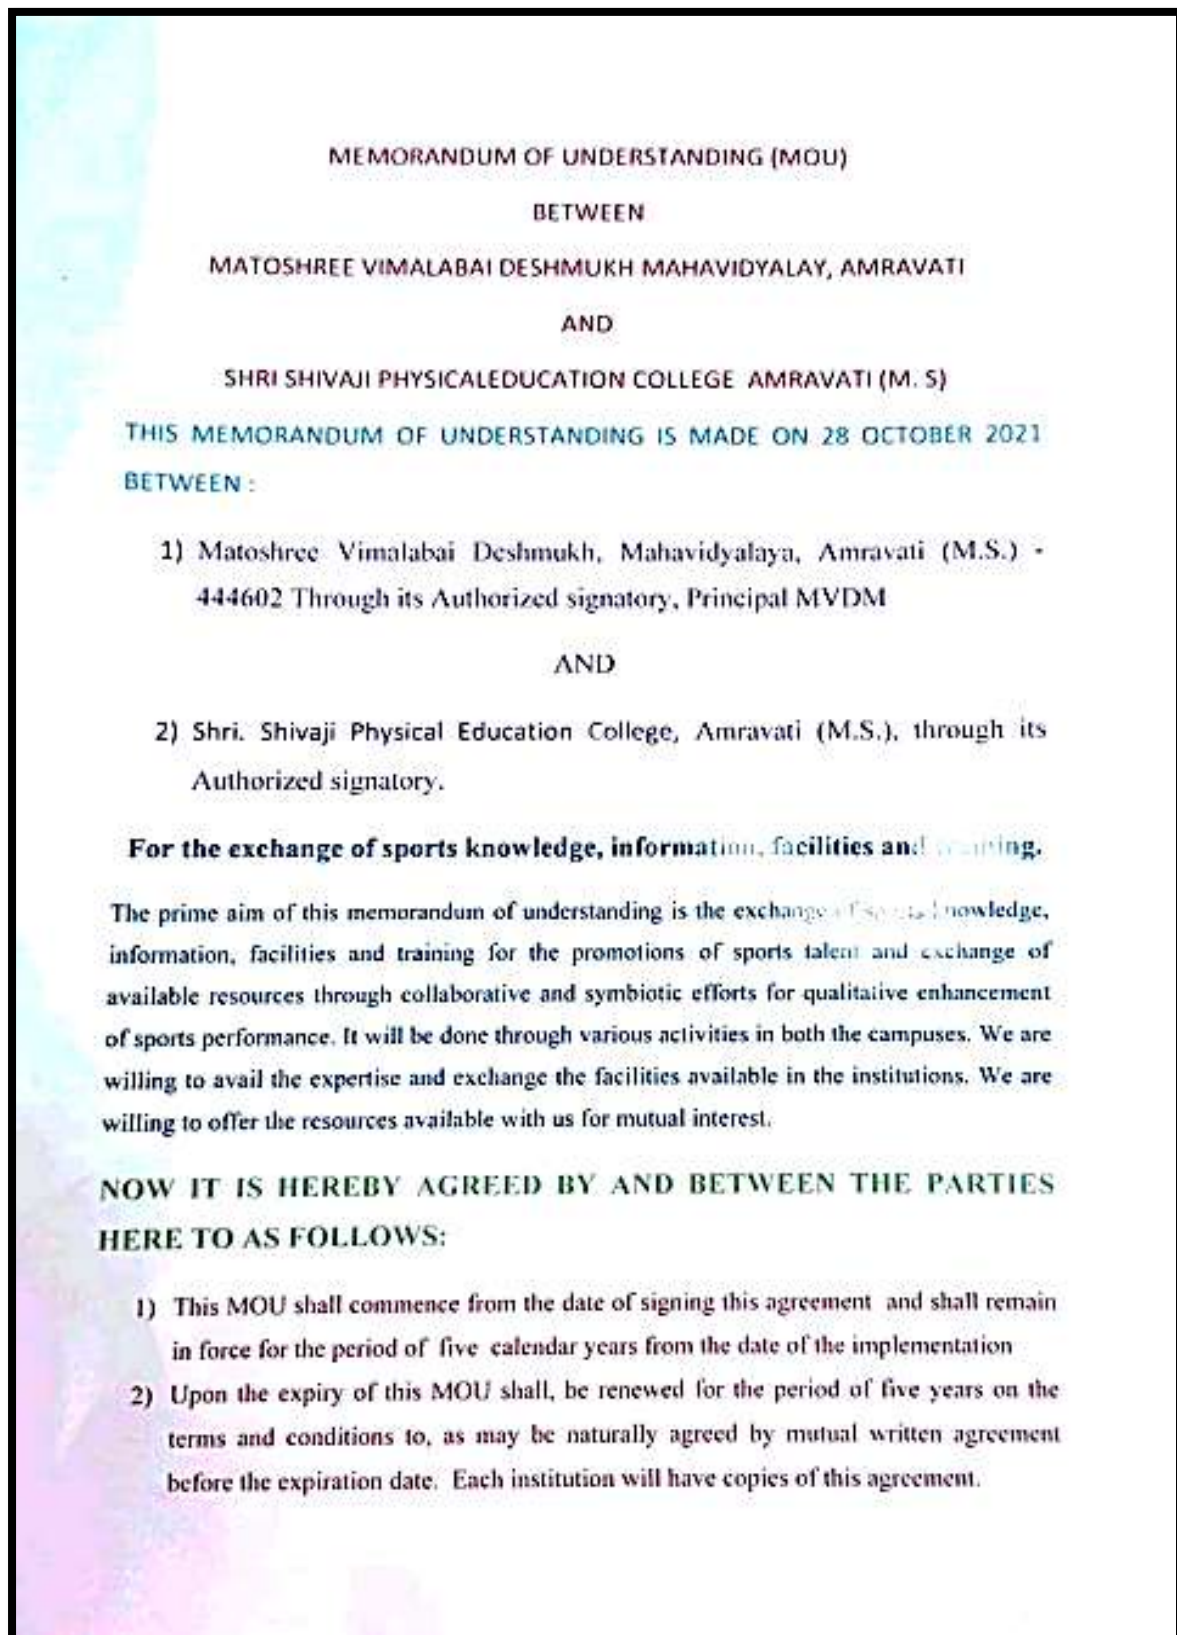 MEMORANDUM OF UNDERSTANDING (MOU)
BETWEEN
MATOSHREE VIMALABAI DESHMUKH MAHAVIDYALAY, AMRAVATI
AND
SHRI SHIVAJI PHYSICALEDUCATION COLLEGE AMRAVATI (M. S)
THIS MEMORANDUM OF UNDERSTANDING IS MADE ON 28 OCTOBER 2021
BETWEEN :
1) Matoshree Vimalabai Deshmukh, Mahavidyalaya, Amravati (M.S.) -
444602 Through its Authorized signatory, Principal MVDM
AND
2) Shri. Shivaji Physical Education College, Amravati (M.S.), through its
Authorized signatory.
For the exchange of sports knowledge, information, facilities and training.
The prime aim of this memorandum of understanding is the exchange of sports knowledge,
information, facilities and training for the promotions of sports talent and exchange of
available resources through collaborative and symbiotic efforts for qualitative enhancement
of sports performance. It will be done through various activities in both the campuses. We are
willing to avail the expertise and exchange the facilities available in the institutions. We are
willing to offer the resources available with us for mutual interest.
NOW IT IS HEREBY AGREED BY AND BETWEEN THE PARTIES
HERE TO AS FOLLOWS:
1) This MOU shall commence from the date of signing this agreement and shall remain
in force for the period of five calendar years from the date of the implementation
2) Upon the expiry of this MOU shall, be renewed for the period of five years on the
terms and conditions to, as may be naturally agreed by mutual written agreement
before the expiration date. Each institution will have copies of this agreement.